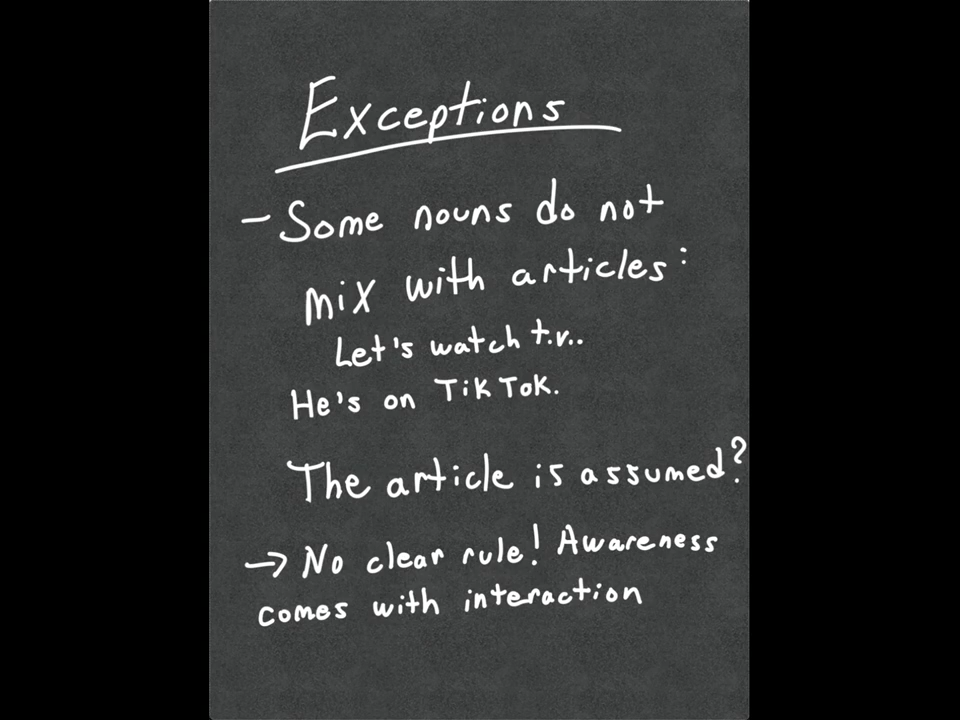 Exceptions
- Some nouns do not
mix with articles:
Let's watch t.v..
He's on TikTok.
The article is assumed?
→ No clear rule! Awareness
comes with interaction